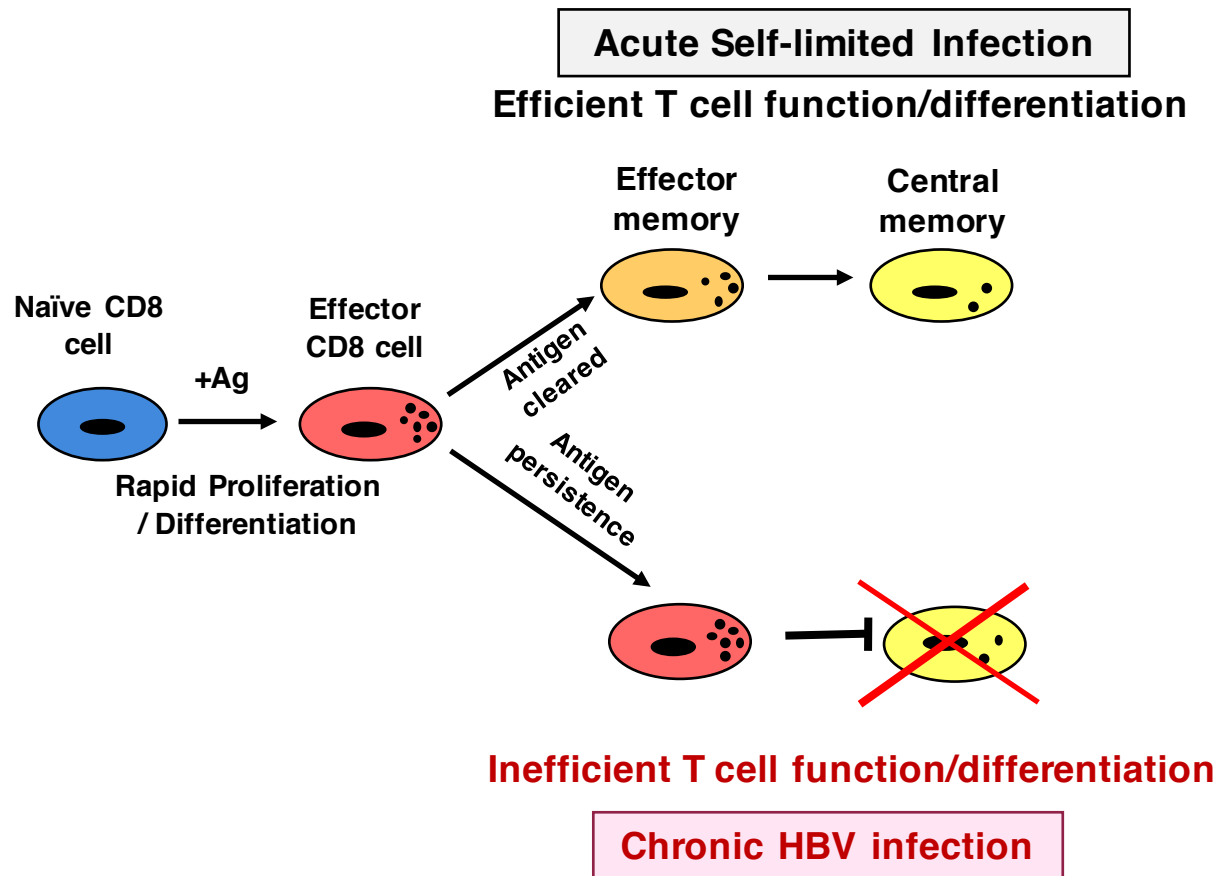 Acute Self-limited Infection
Efficient T cell function/differentiation
Effector
memory
Central
memory
Naïve CD8
cell
+Ag
Effector
CD8 cell
Rapid Proliferation
/ Differentiation
Antigen
cleared
Antigen
persistence
Inefficient T cell function/differentiation
Chronic HBV infection